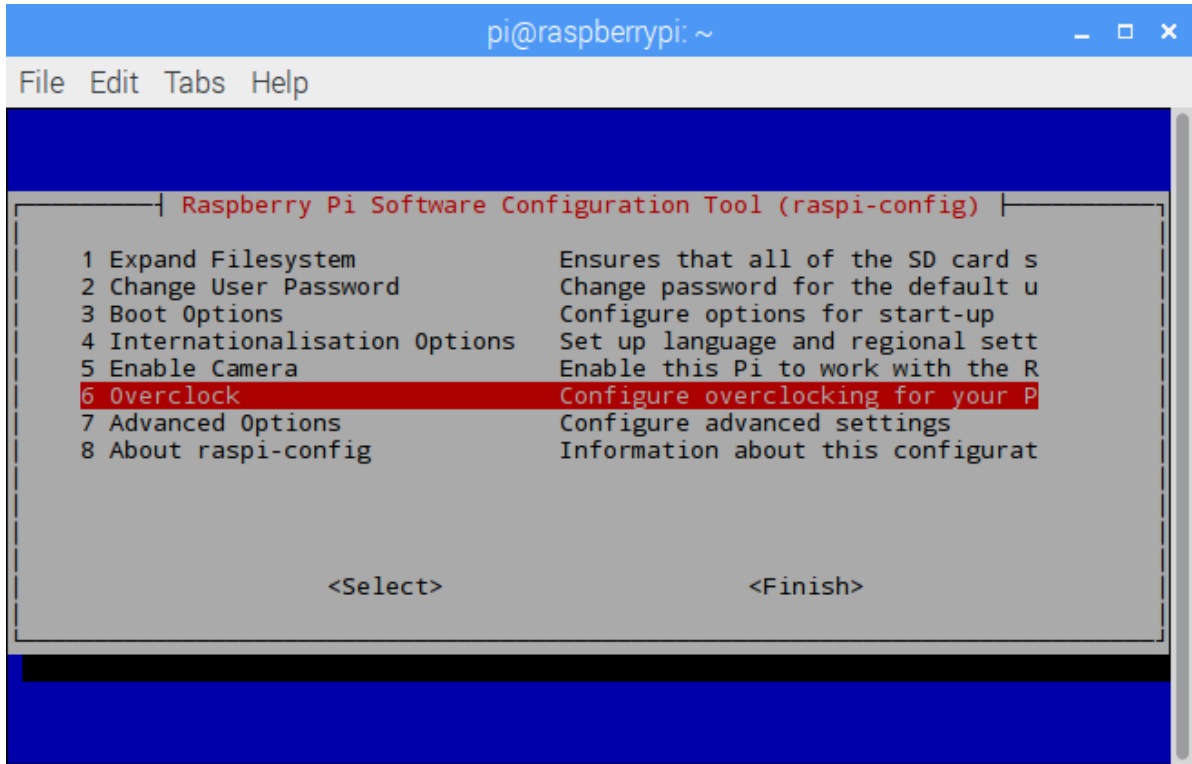 pi@raspberrypi: ~
File Edit Tabs Help
Raspberry Pi Software Configuration Tool (raspi-config)
1 Expand Filesystem Ensures that all of the SD card s
2 Change User Password Change password for the default u
3 Boot Options Configure options for start-up
4 Internationalisation Options Set up language and regional sett
5 Enable Camera Enable this Pi to work with the R
6 Overclock Configure overclocking for your P
7 Advanced Options Configure advanced settings
8 About raspi-config Information about this configurat
<Select> <Finish>